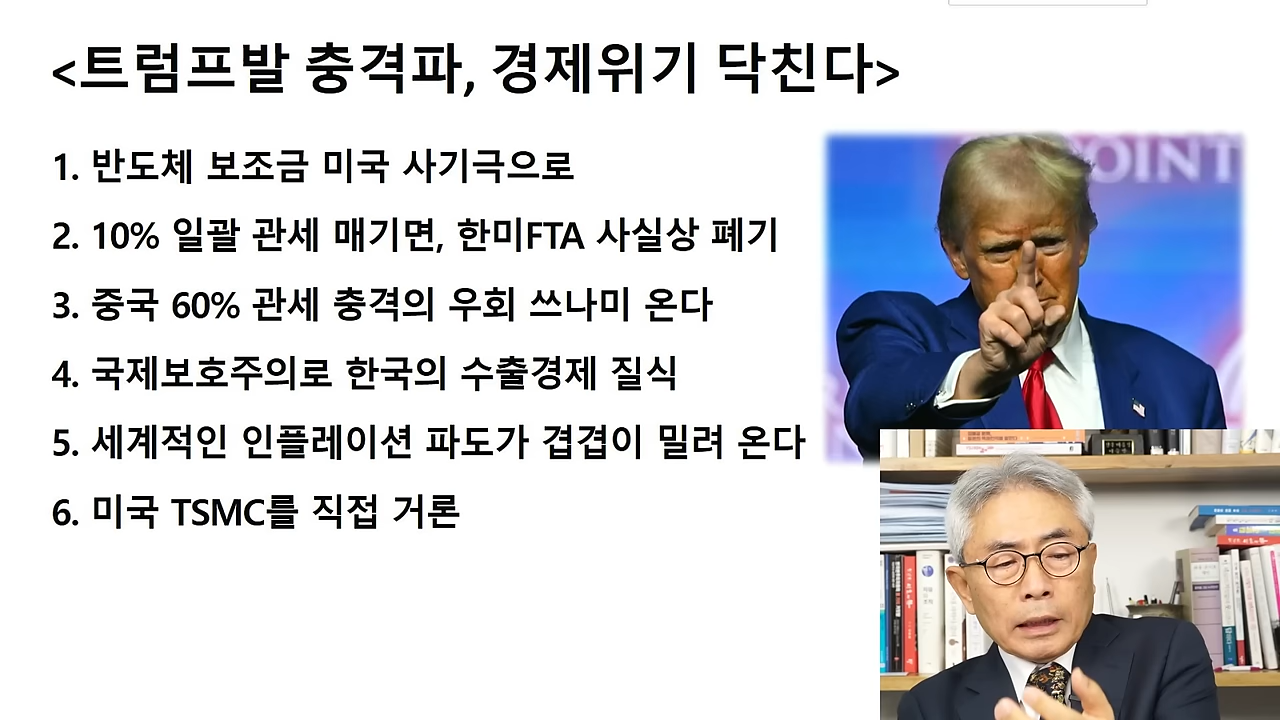 <트럼프발 충격파, 경제위기 닥친다>
1. 반도체 보조금 미국 사기극으로
2. 10% 일괄 관세 매기면, 한미FTA 사실상 폐기
3. 중국 60% 관세 충격의 우회 쓰나미 온다
4. 국제보호주의로 한국의 수출경제 질식
5. 세계적인 인플레이션 파도가 겹겹이 밀려 온다
6. 미국 TSMC를 직접 거론
POINT